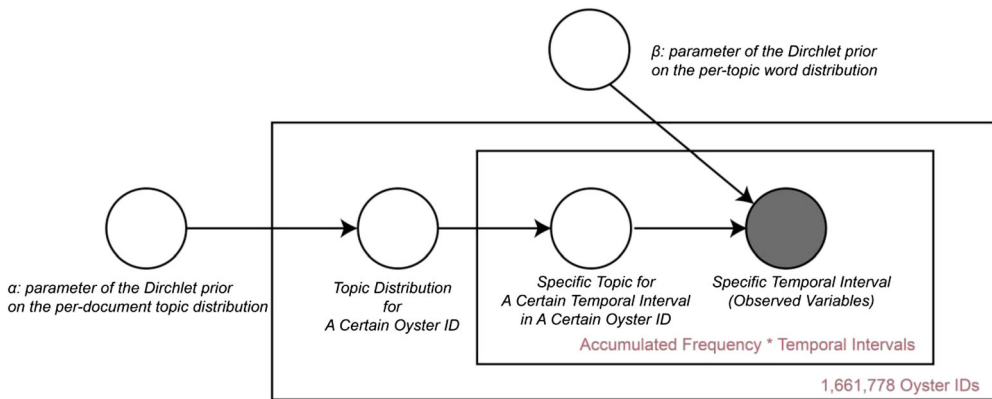 β: parameter of the Dirchlet prior
on the per-topic word distribution
α: parameter of the Dirchlet prior
on the per-document topic distribution
Topic Distribution
for
A Certain Oyster ID
Specific Topic for
A Certain Temporal Interval
in A Certain Oyster ID
Specific Temporal Interval
(Observed Variables)
Accumulated Frequency * Temporal Intervals
1,661,778 Oyster IDs